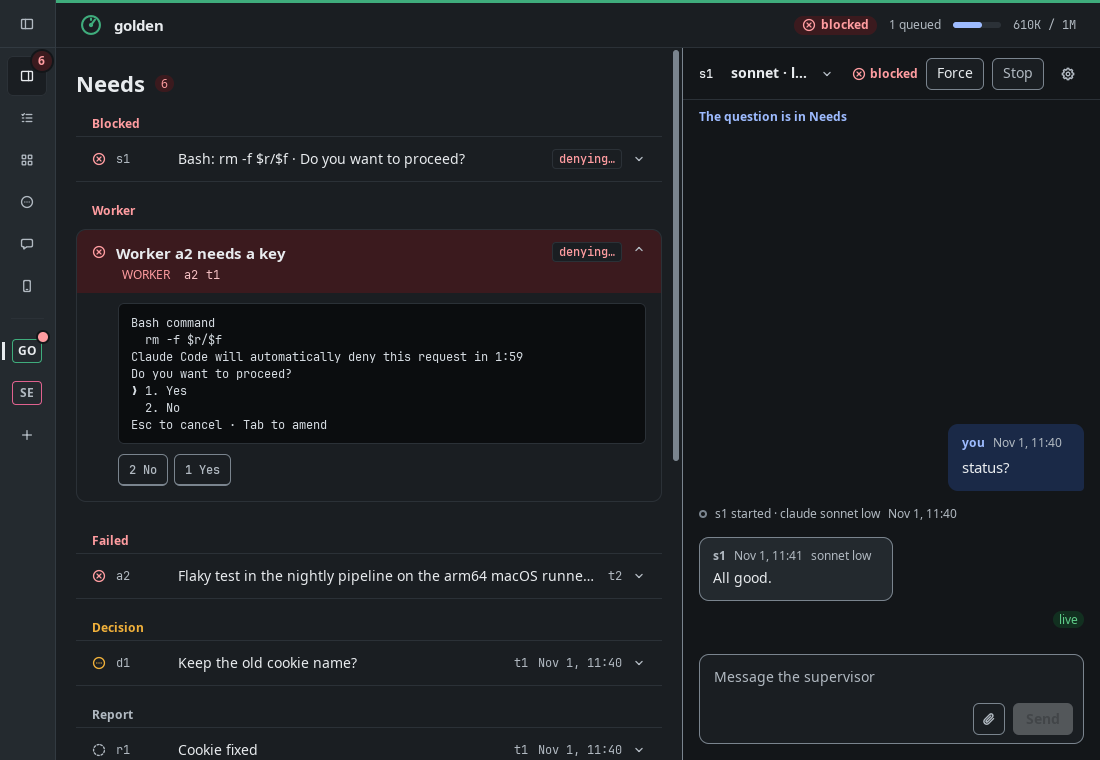 golden
blocked
1 queued
610K / 1M
6
GO
SE
Needs 6
Blocked
s1 Bash: rm -f $r/$f · Do you want to proceed? denying…
Worker
Worker a2 needs a key denying…
WORKER a2 t1
Bash command
rm -f $r/$f
Claude Code will automatically deny this request in 1:59
Do you want to proceed?
❱ 1. Yes
2. No
Esc to cancel · Tab to amend
2 No
1 Yes
Failed
a2 Flaky test in the nightly pipeline on the arm64 macOS runne… t2
Decision
d1 Keep the old cookie name? t1 Nov 1, 11:40
Report
r1 Cookie fixed t1 Nov 1, 11:40
s1 sonnet · l… blocked Force Stop
The question is in Needs
you Nov 1, 11:40
status?
s1 started · claude sonnet low Nov 1, 11:40
s1 Nov 1, 11:41 sonnet low
All good.
live
Message the supervisor
Send